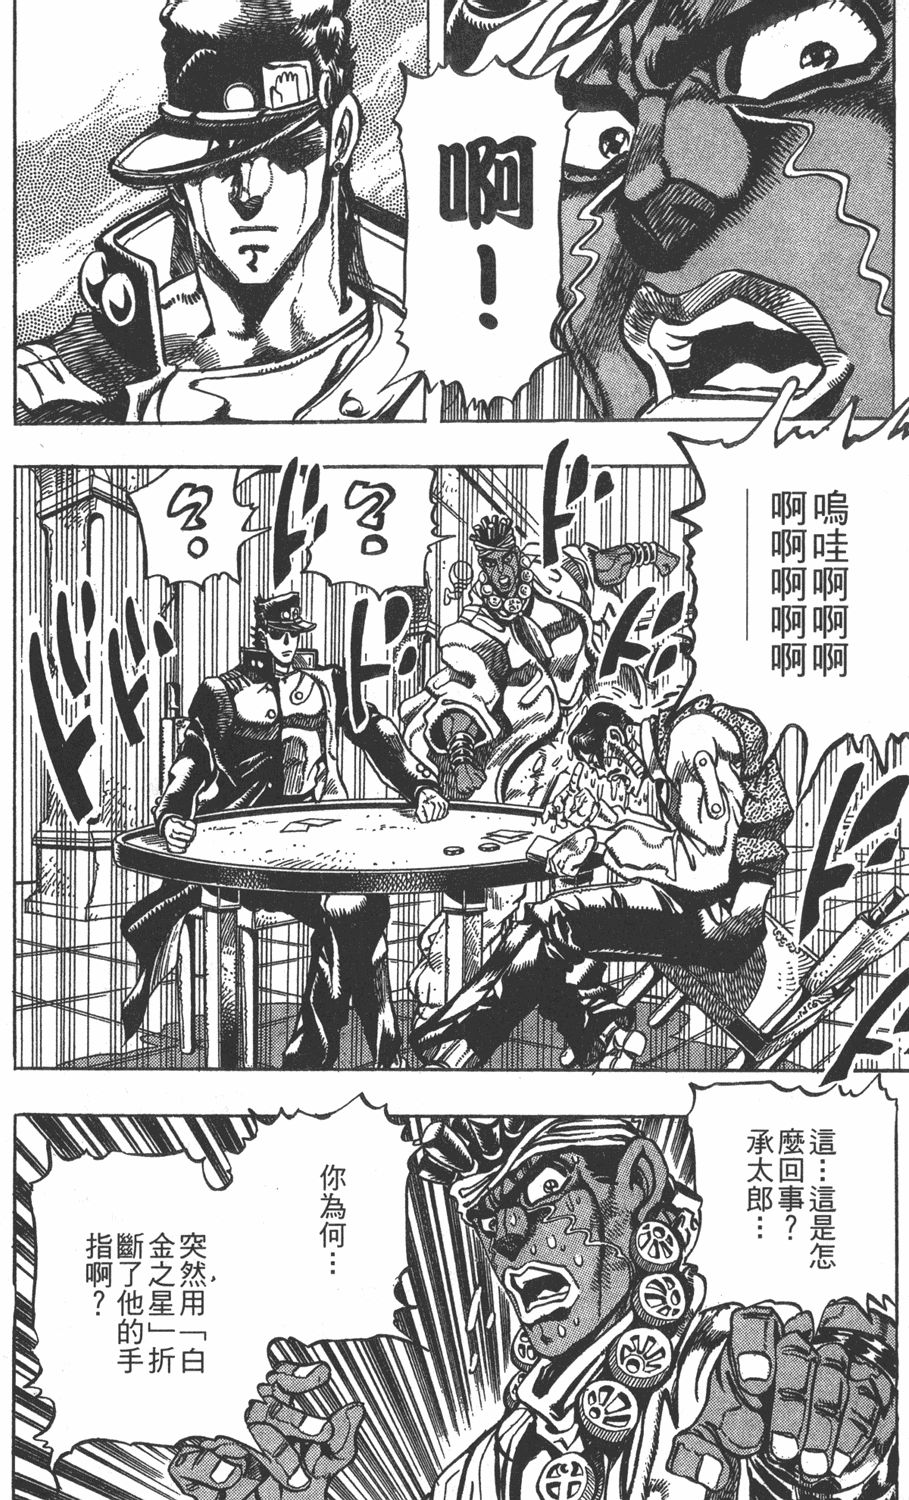 啊！
嗚哇啊啊啊
啊啊啊啊啊
？
？
ドドドドドドドド
這…這是怎
麼回事？
承太郎…
你為何…
突然用「白
金之星」折
斷了他的手
指啊？